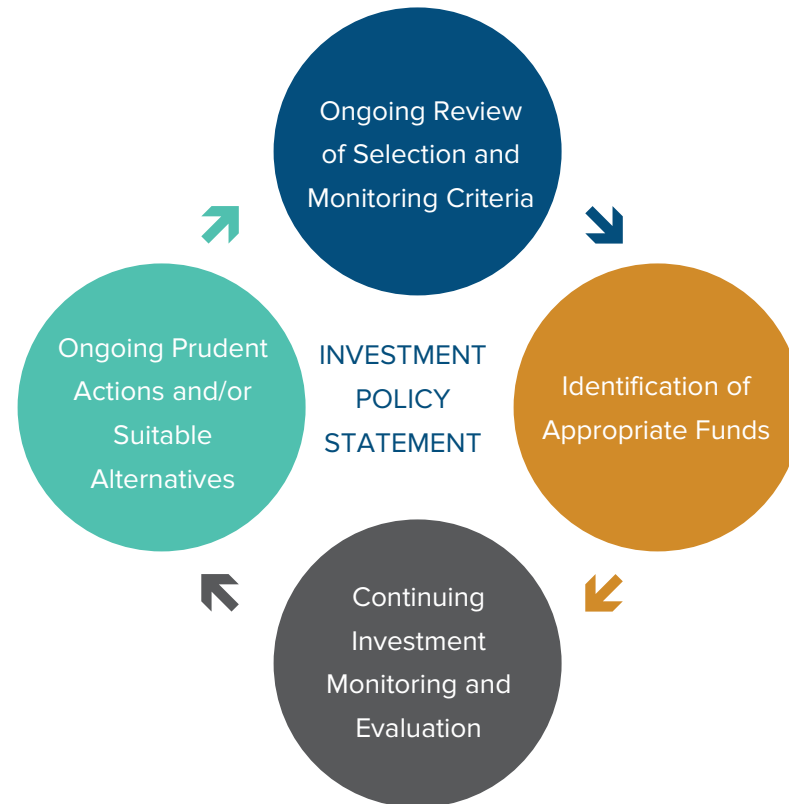 Ongoing Review
of Selection and
Monitoring Criteria
Ongoing Prudent
Actions and/or
Suitable
Alternatives
INVESTMENT
POLICY
STATEMENT
Identification of
Appropriate Funds
Continuing
Investment
Monitoring and
Evaluation